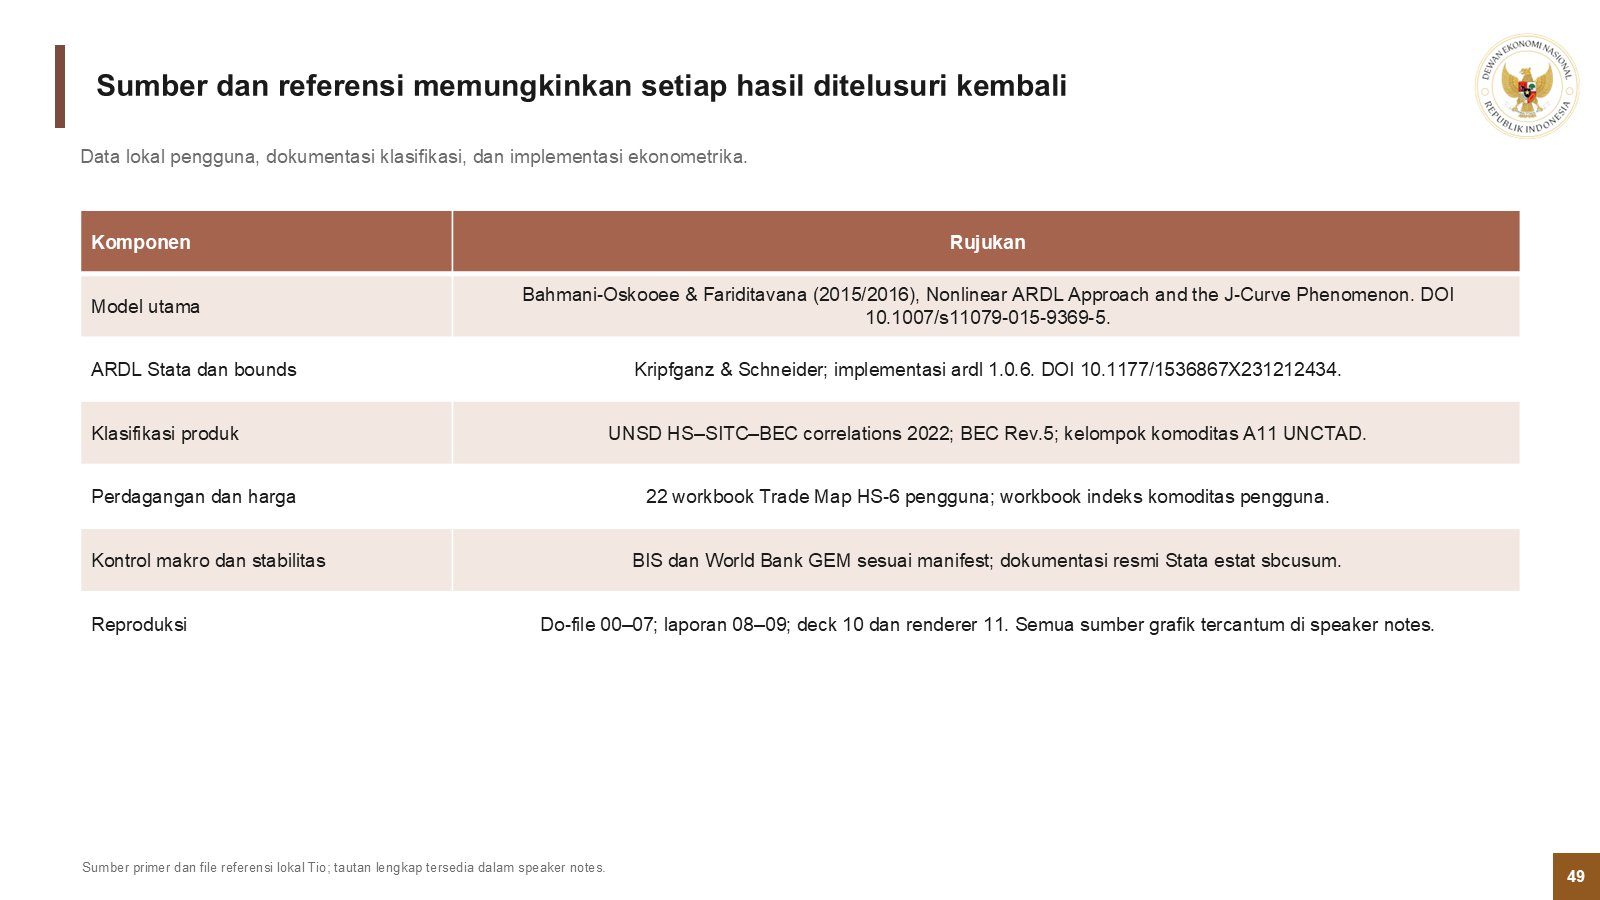 Sumber dan referensi memungkinkan setiap hasil ditelusuri kembali
DEWAN EKONOMI NASIONAL
REPUBLIK INDONESIA
Data lokal pengguna, dokumentasi klasifikasi, dan implementasi ekonometrika.
Komponen
Rujukan
Model utama
Bahmani-Oskooee & Fariditavana (2015/2016), Nonlinear ARDL Approach and the J-Curve Phenomenon. DOI
10.1007/s11079-015-9369-5.
ARDL Stata dan bounds
Kripfganz & Schneider; implementasi ardl 1.0.6. DOI 10.1177/1536867X231212434.
Klasifikasi produk
UNSD HS–SITC–BEC correlations 2022; BEC Rev.5; kelompok komoditas A11 UNCTAD.
Perdagangan dan harga
22 workbook Trade Map HS-6 pengguna; workbook indeks komoditas pengguna.
Kontrol makro dan stabilitas
BIS dan World Bank GEM sesuai manifest; dokumentasi resmi Stata estat sbcusum.
Reproduksi
Do-file 00–07; laporan 08–09; deck 10 dan renderer 11. Semua sumber grafik tercantum di speaker notes.
Sumber primer dan file referensi lokal Tio; tautan lengkap tersedia dalam speaker notes.
49